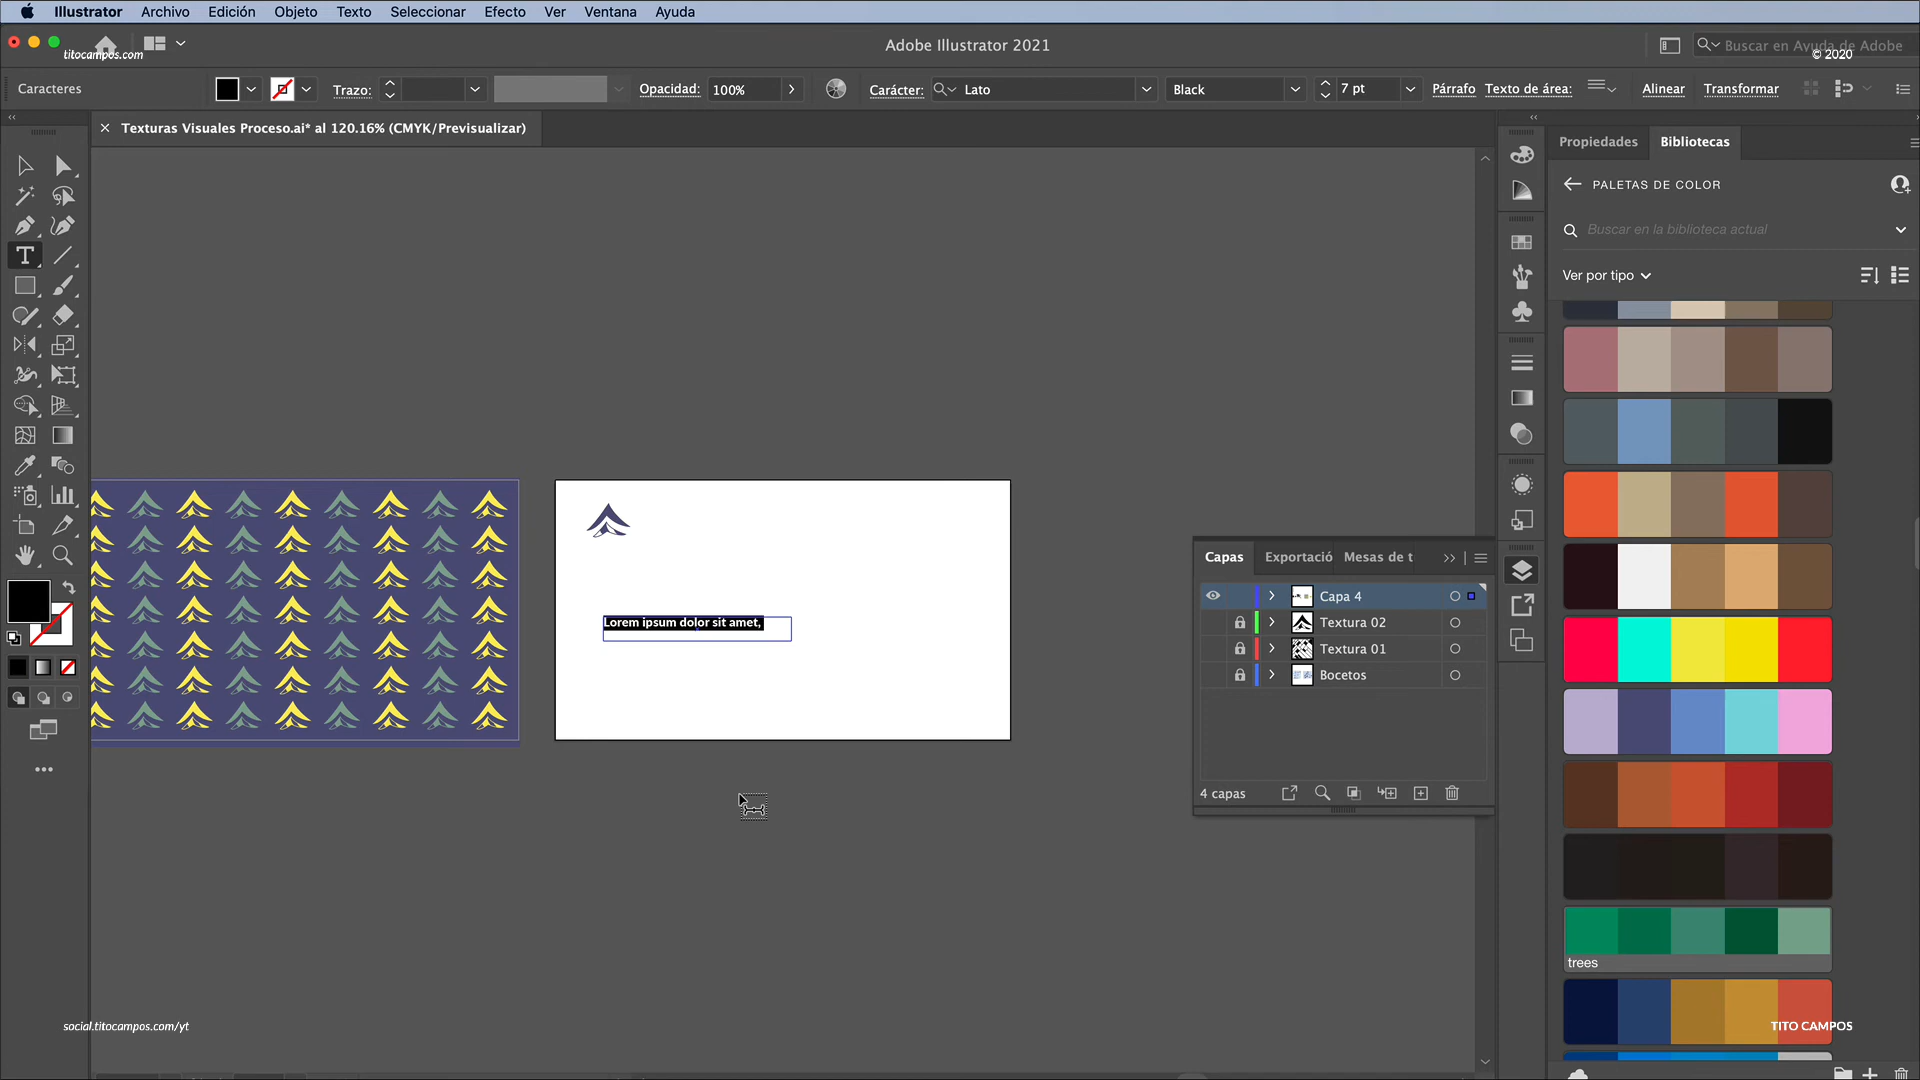 Illustrator Archivo Edición Objeto Texto Seleccionar Efecto Ver Ventana Ayuda
titocampos.com
Adobe Illustrator 2021
Buscar en Ayuda de Adobe
© 2020
Caracteres
Trazo:
Opacidad: 100%
Carácter: Lato
Black
7 pt
Párrafo Texto de área:
Alinear
Transformar
Texturas Visuales Proceso.ai* al 120.16% (CMYK/Previsualizar)
Propiedades Bibliotecas
PALETAS DE COLOR
Buscar en la biblioteca actual
Ver por tipo
Lorem ipsum dolor sit amet,
Capas Exportació Mesas de t
Capa 4
Textura 02
Textura 01
Bocetos
4 capas
trees
social.titocampos.com/yt
TITO CAMPOS